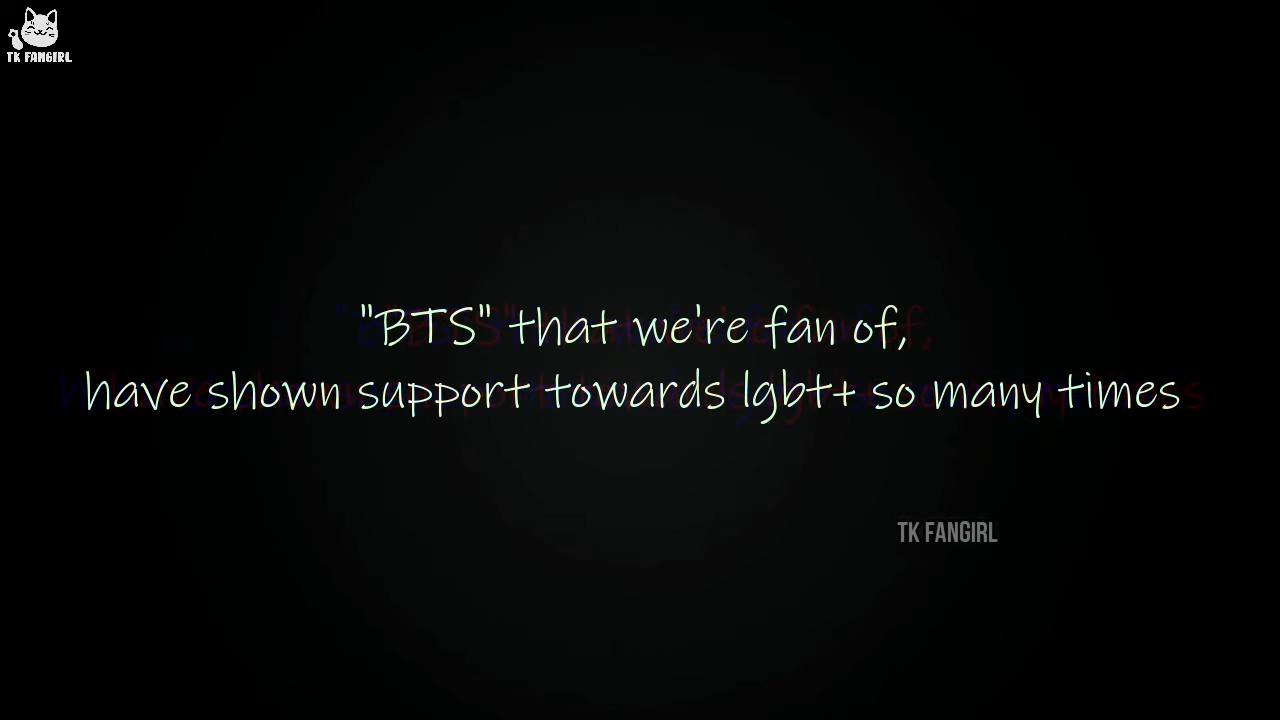 TK FANGIRL
"BTS" that we're fan of,
have shown support towards lgbt+ so many times
TK FANGIRL